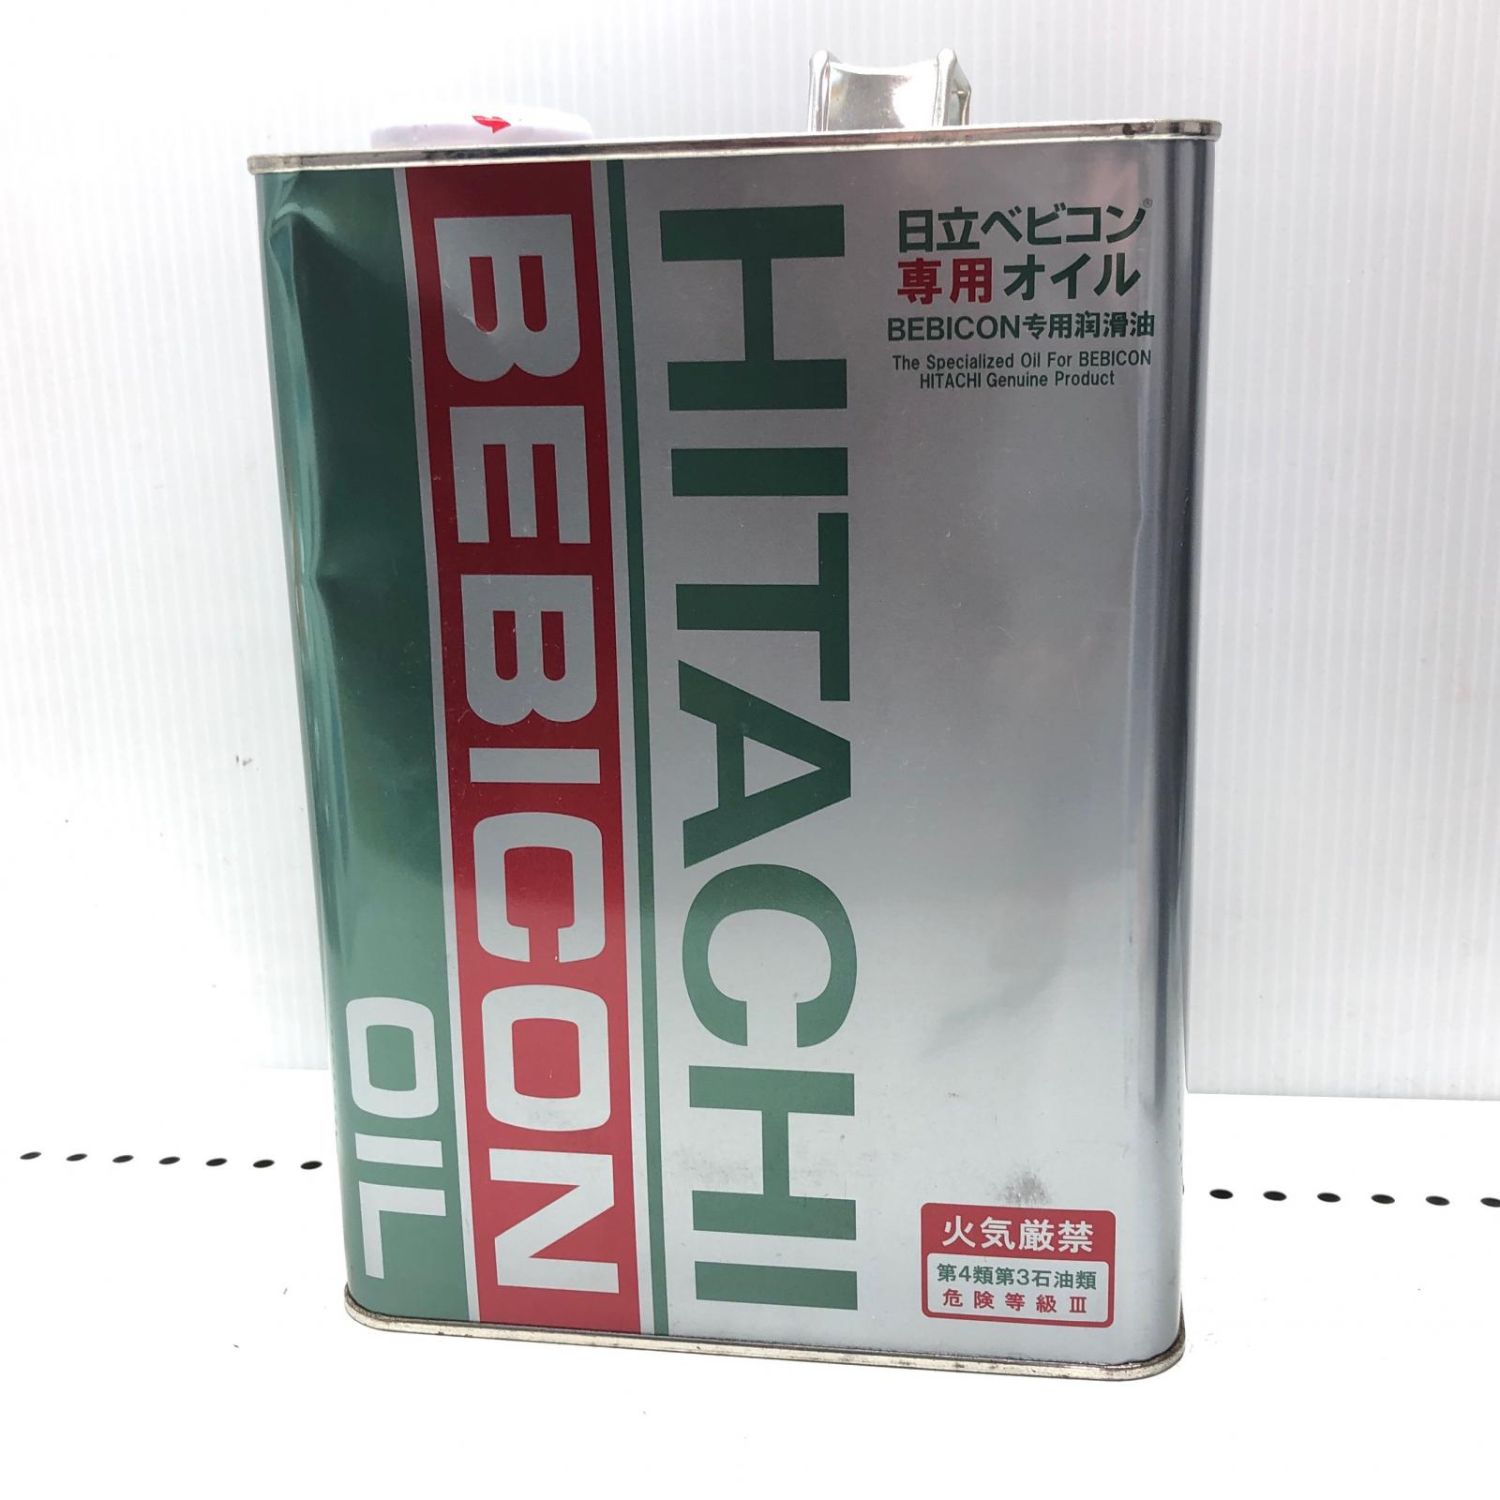 日立ベビコン®
専用オイル
BEBICON专用润滑油
The Specialized Oil For BEBICON
HITACHI Genuine Product
HITACHI
BEBICON
OIL
火気厳禁
第4類第3石油類
危険等級Ⅲ